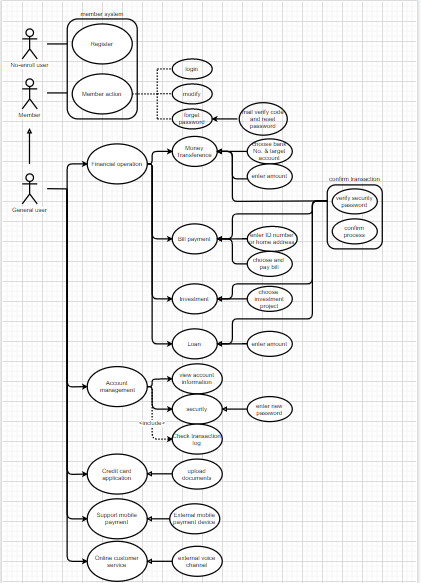 member system
Register
No-enroll user
login
Member action
modify
Member
forget
password
mail verify code
and reset
password
Money
Transference
choose bank
No. & target
account
Financial operation
enter amount
confirm transaction
General user
verify security
password
confirm
process
Bill payment
enter ID number
or home address
choose and
pay bill
Investment
choose
investment
project
Loan
enter amount
view account
information
Account
management
security
enter new
password
<include>
Check transaction
log
Credit card
application
upload
documents
Support mobile
payment
External mobile
payment device
Online customer
service
external voice
channel